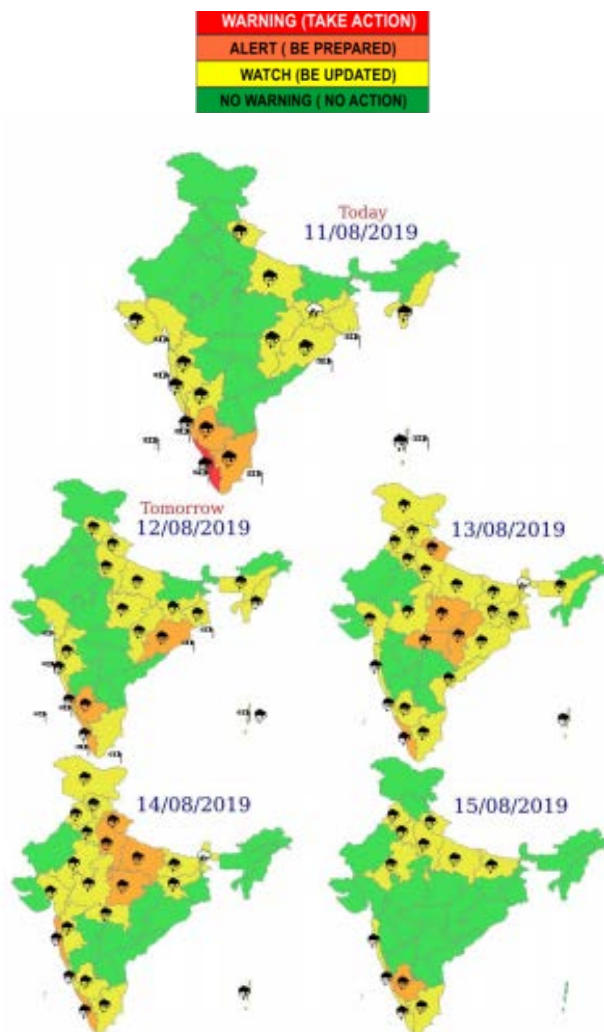 WARNING (TAKE ACTION)
ALERT ( BE PREPARED)
WATCH (BE UPDATED)
NO WARNING ( NO ACTION)
Today
11/08/2019
Tomorrow
12/08/2019
13/08/2019
14/08/2019
15/08/2019